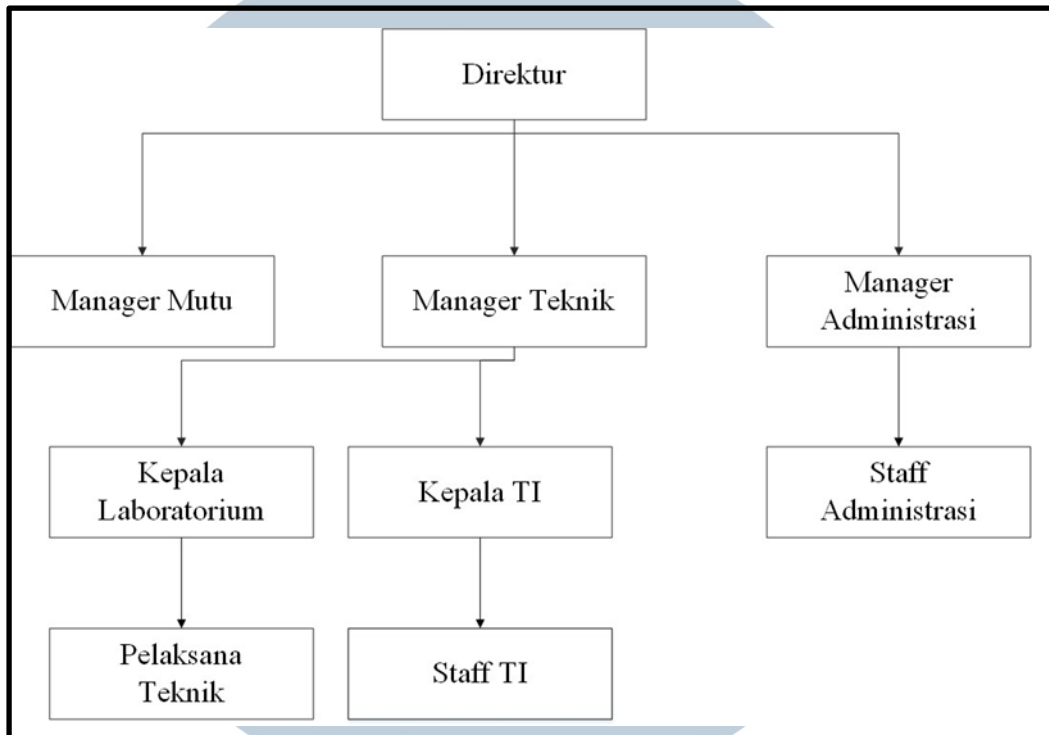 Direktur
Manager Mutu
Manager Teknik
Manager
Administrasi
Kepala
Laboratorium
Kepala TI
Staff
Administrasi
Pelaksana
Teknik
Staff TI